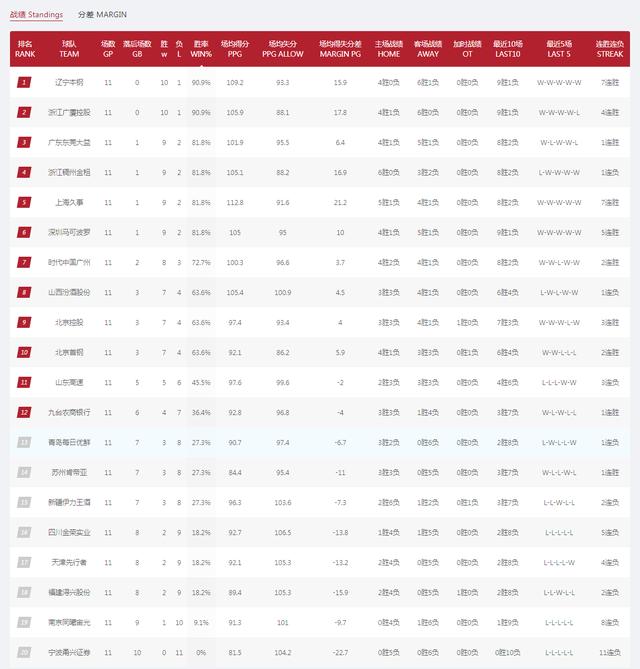 战绩 Standings 分差 MARGIN
排名 球队 场数 落后场数 胜 负 胜率 场均得分 场均失分 场均得失分差 主场战绩 客场战绩 加时战绩 最近10场 最近5场 连胜连负
RANK TEAM GP GB w L WIN% PPG PPG ALLOW MARGIN PG HOME AWAY OT LAST10 LAST 5 STREAK
1 辽宁本钢 11 0 10 1 90.9% 109.2 93.3 15.9 4胜0负 6胜1负 0胜0负 9胜1负 W-W-W-W-W 7连胜
2 浙江广厦控股 11 0 10 1 90.9% 105.9 88.1 17.8 4胜1负 6胜0负 0胜0负 9胜1负 W-W-W-W-L 4连胜
3 广东东莞大益 11 1 9 2 81.8% 101.9 95.5 6.4 4胜1负 5胜1负 0胜0负 8胜2负 W-L-W-W-L 1连胜
4 浙江稠州金租 11 1 9 2 81.8% 105.1 88.2 16.9 6胜0负 3胜2负 0胜0负 8胜2负 L-W-W-W-W 1连负
5 上海久事 11 1 9 2 81.8% 112.8 91.6 21.2 5胜1负 4胜1负 0胜0负 8胜2负 W-W-W-W-W 7连胜
6 深圳马可波罗 11 1 9 2 81.8% 105 95 10 4胜1负 5胜1负 0胜0负 9胜1负 W-W-W-W-W 5连胜
7 时代中国广州 11 2 8 3 72.7% 100.3 96.6 3.7 4胜2负 4胜1负 0胜0负 8胜2负 W-W-L-W-W 2连胜
8 山西汾酒股份 11 3 7 4 63.6% 105.4 100.9 4.5 3胜3负 4胜1负 0胜0负 6胜4负 L-W-W-L-W 1连负
9 北京控股 11 3 7 4 63.6% 97.4 93.4 4 3胜3负 4胜1负 1胜0负 7胜3负 W-W-W-L-L 3连胜
10 北京首钢 11 3 7 4 63.6% 92.1 86.2 5.9 4胜1负 3胜3负 0胜1负 6胜4负 W-W-L-L-L 2连胜
11 山东高速 11 5 5 6 45.5% 97.6 99.6 -2 2胜3负 3胜3负 0胜0负 4胜6负 L-L-L-W-W 3连负
12 九台农商银行 11 6 4 7 36.4% 92.8 96.8 -4 3胜3负 1胜4负 0胜0负 3胜7负 W-L-W-L-L 1连胜
13 青岛每日优鲜 11 7 3 8 27.3% 90.7 97.4 -6.7 3胜2负 0胜6负 0胜0负 2胜8负 L-W-L-L-W 1连负
14 苏州肯帝亚 11 7 3 8 27.3% 84.4 95.4 -11 3胜3负 0胜5负 0胜0负 3胜7负 W-L-L-W-L 1连胜
15 新疆伊力王酒 11 7 3 8 27.3% 96.3 103.6 -7.3 2胜6负 1胜2负 0胜1负 3胜7负 L-L-W-L-L 2连负
16 四川金荣实业 11 8 2 9 18.2% 92.7 106.5 -13.8 1胜4负 1胜5负 0胜0负 2胜8负 L-L-L-L-L 5连负
17 天津先行者 11 8 2 9 18.2% 92.1 105.3 -13.2 2胜4负 0胜5负 0胜0负 2胜8负 L-L-L-L-W 4连负
18 福建浔兴股份 11 8 2 9 18.2% 89.4 105.3 -15.9 2胜4负 0胜5负 1胜0负 2胜8负 L-L-W-L-L 2连负
19 南京同曦宙光 11 9 1 10 9.1% 91.3 101 -9.7 0胜4负 1胜6负 0胜0负 1胜9负 L-L-L-L-L 8连负
20 宁波甬兴证券 11 10 0 11 0% 81.5 104.2 -22.7 0胜5负 0胜6负 0胜0负 0胜10负 L-L-L-L-L 11连负